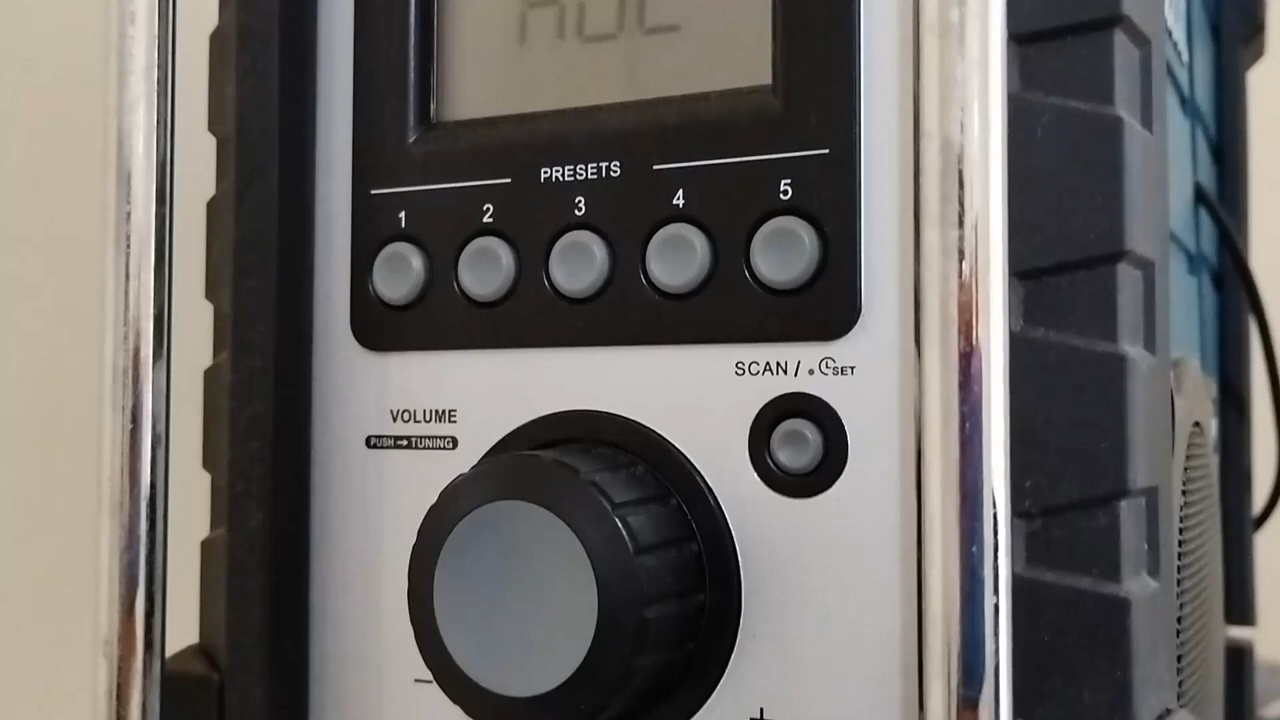 PRESETS
1 2 3 4 5
SCAN / . SET
VOLUME
PUSH → TUNING
−
+